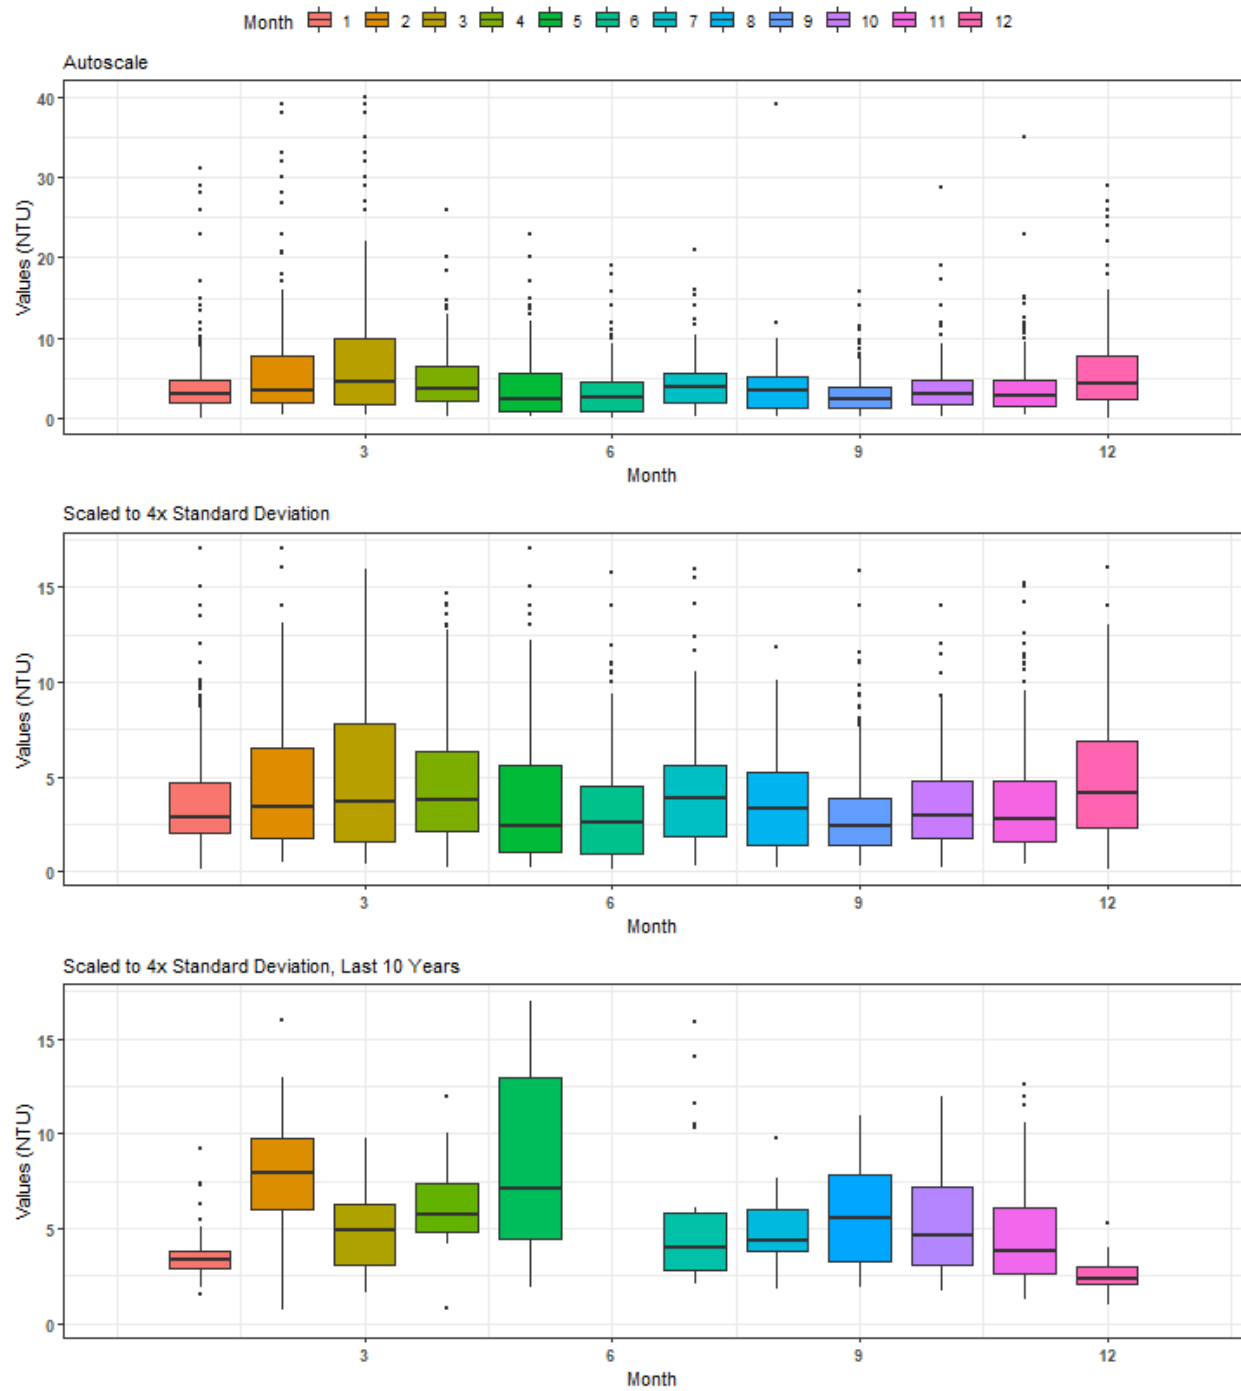 Month 1 2 3 4 5 6 7 8 9 10 11 12
Autoscale
Values (NTU)
40
30
20
10
0
3 6 9 12
Month
Scaled to 4x Standard Deviation
Values (NTU)
15
10
5
0
3 6 9 12
Month
Scaled to 4x Standard Deviation, Last 10 Years
Values (NTU)
15
10
5
0
3 6 9 12
Month